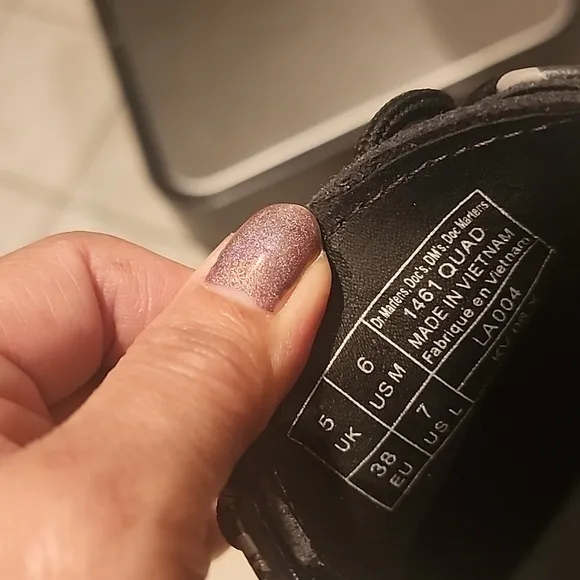 Dr.Martens, Doc's, DM's, Doc Martens
1461 QUAD
MADE IN VIETNAM
Fabriqué en Vietnam
LA004
5
UK
6
US M
38
EU
7
US L